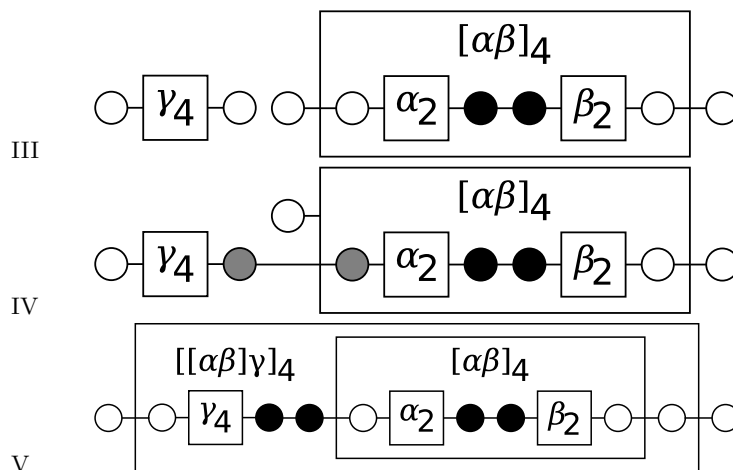 [αβ]₄
γ₄ α₂ β₂
III
[αβ]₄
γ₄ α₂ β₂
IV
[[αβ]γ]₄ [αβ]₄
γ₄ α₂ β₂
V